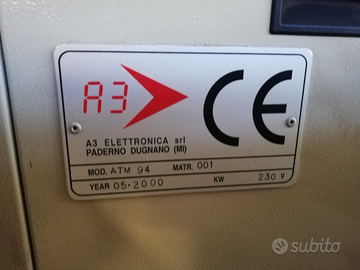 A3 CE
A3 ELETTRONICA srl
PADERNO DUGNANO (MI)
MOD. ATM 94 MATR. 001
YEAR 05·2000 KW 230 V
subito